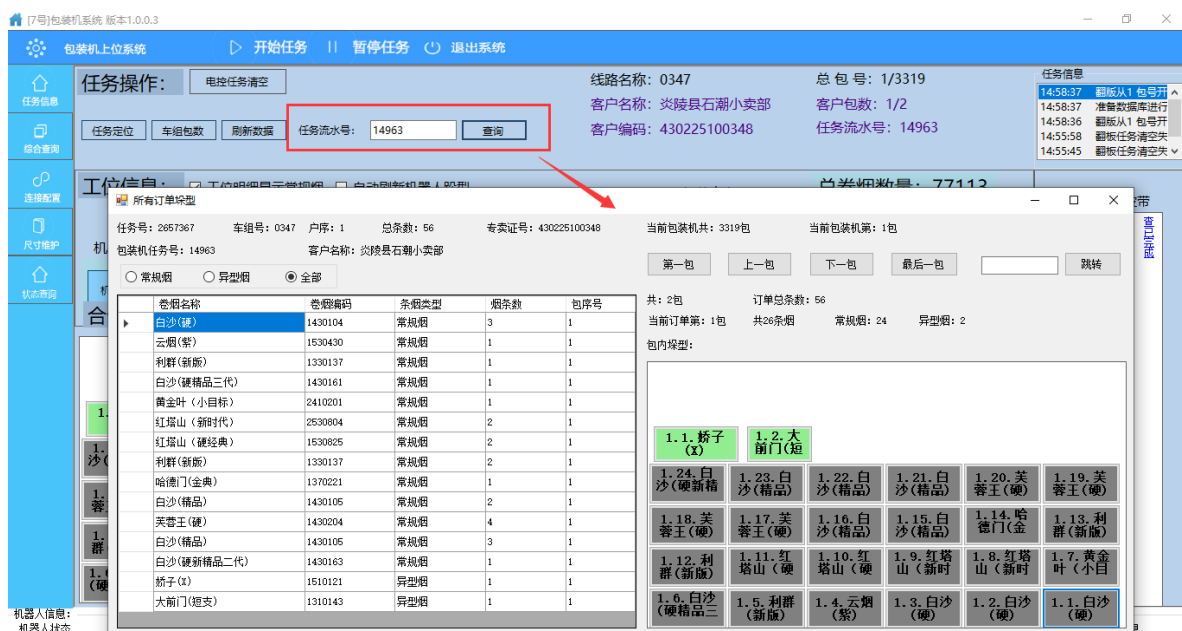 [7号]包装机系统 版本1.0.0.3
包装机上位系统
开始任务
暂停任务
退出系统
任务信息
综合查询
连接配置
尺寸维护
状态查询
任务操作:
电控任务清空
任务定位
车组包数
刷新数据
任务流水号:
14963
查询
线路名称: 0347
客户名称: 炎陵县石潮小卖部
客户编码: 430225100348
总 包 号: 1/3319
客户包数: 1/2
任务流水号: 14963
任务信息
14:58:37 翻版从1 包号开
14:58:37 准备数据库进行
14:58:36 翻版从1 包号开
14:55:58 翻板任务清空失
14:55:45 翻板任务清空失
查已完成
所有订单垛型
任务号: 2657367 车组号: 0347 户序: 1 总条数: 56 专卖证号: 430225100348
包装机任务号: 14963 客户名称: 炎陵县石潮小卖部
常规烟 异型烟 全部
卷烟名称 卷烟编码 条烟类型 烟条数 包序号
白沙(硬) 1430104 常规烟 3 1
云烟(紫) 1530430 常规烟 1 1
利群(新版) 1330137 常规烟 1 1
白沙(硬精品三代) 1430161 常规烟 1 1
黄金叶（小目标） 2410201 常规烟 1 1
红塔山（新时代） 2530804 常规烟 2 1
红塔山（硬经典） 1530825 常规烟 2 1
利群(新版) 1330137 常规烟 2 1
哈德门(金典) 1370221 常规烟 1 1
白沙(精品) 1430105 常规烟 2 1
芙蓉王(硬) 1430204 常规烟 4 1
白沙(精品) 1430105 常规烟 3 1
白沙(硬新精品二代) 1430163 常规烟 1 1
娇子(X) 1510121 异型烟 1 1
大前门(短支) 1310143 异型烟 1 1
当前包装机共: 3319包 当前包装机第: 1包
第一包 上一包 下一包 最后一包 跳转
共: 2包 订单总条数: 56
当前订单第: 1包 共26条烟 常规烟: 24 异型烟: 2
包内垛型:
1.1.娇子
(X)
1.2.大
前门(短
1.24.白
沙(硬新精
1.23.白
沙(精品)
1.22.白
沙(精品)
1.21.白
沙(精品)
1.20.芙
蓉王(硬)
1.19.芙
蓉王(硬)
1.18.芙
蓉王(硬)
1.17.芙
蓉王(硬)
1.16.白
沙(精品)
1.15.白
沙(精品)
1.14.哈
德门(金
1.13.利
群(新版)
1.12.利
群(新版)
1.11.红
塔山（硬
1.10.红
塔山（硬
1.9.红塔
山（新时
1.8.红塔
山（新时
1.7.黄金
叶（小目
1.6.白沙
(硬精品三
1.5.利群
(新版)
1.4.云烟
(紫)
1.3.白沙
(硬)
1.2.白沙
(硬)
1.1.白沙
(硬)
机器人信息: